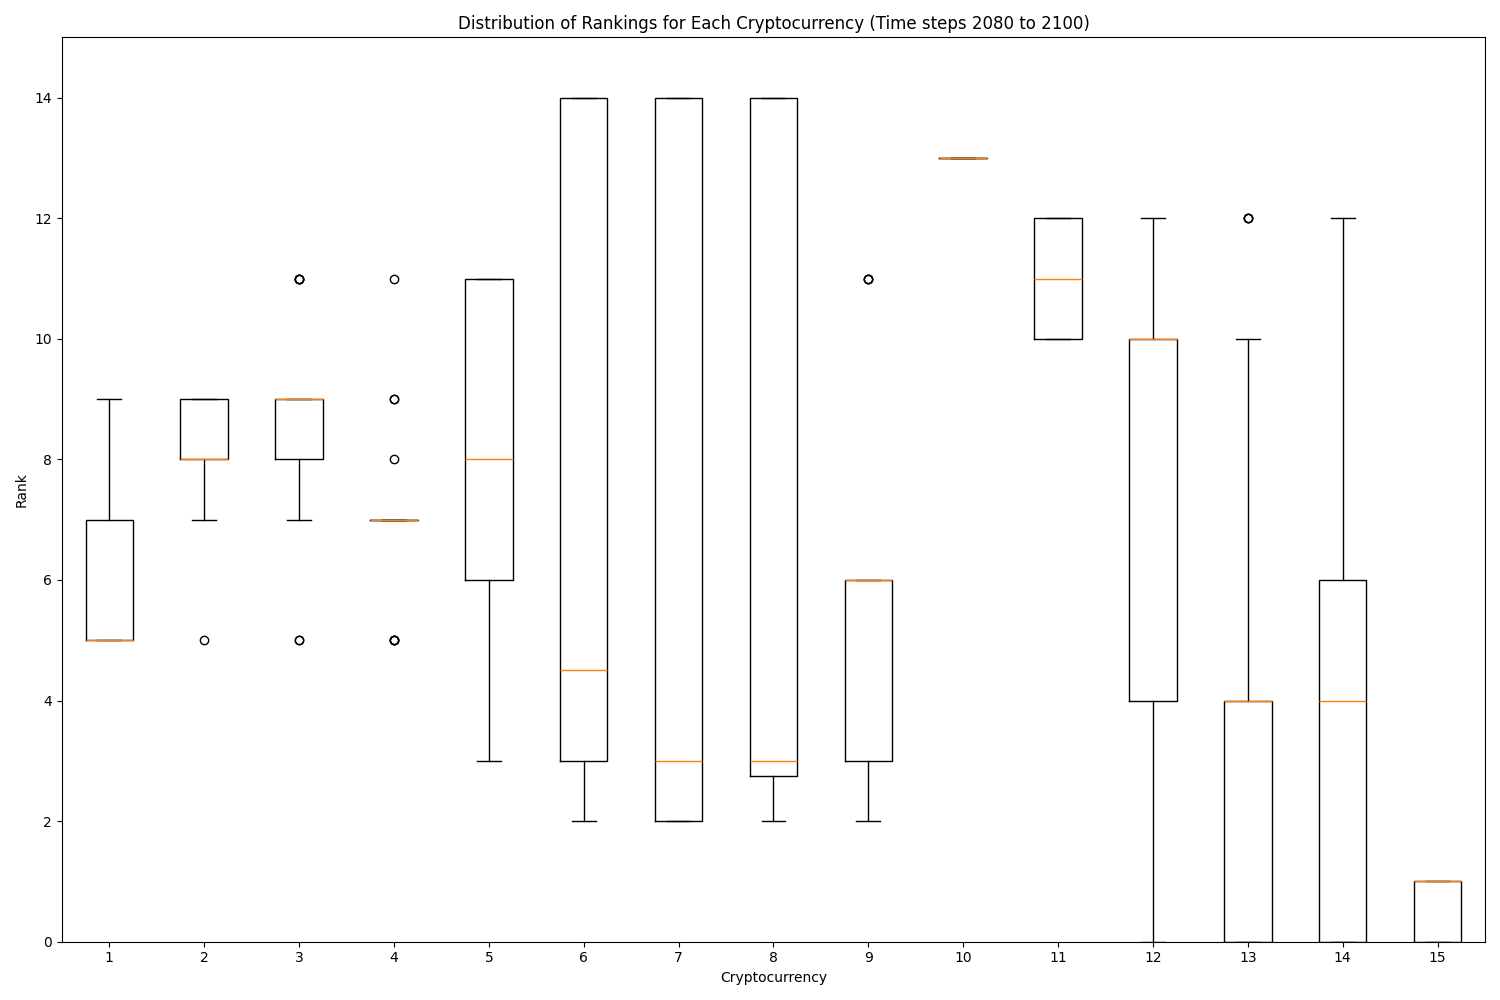 Distribution of Rankings for Each Cryptocurrency (Time steps 2080 to 2100)
14
12
10
8
6
4
2
0
Rank
1 2 3 4 5 6 7 8 9 10 11 12 13 14 15
Cryptocurrency